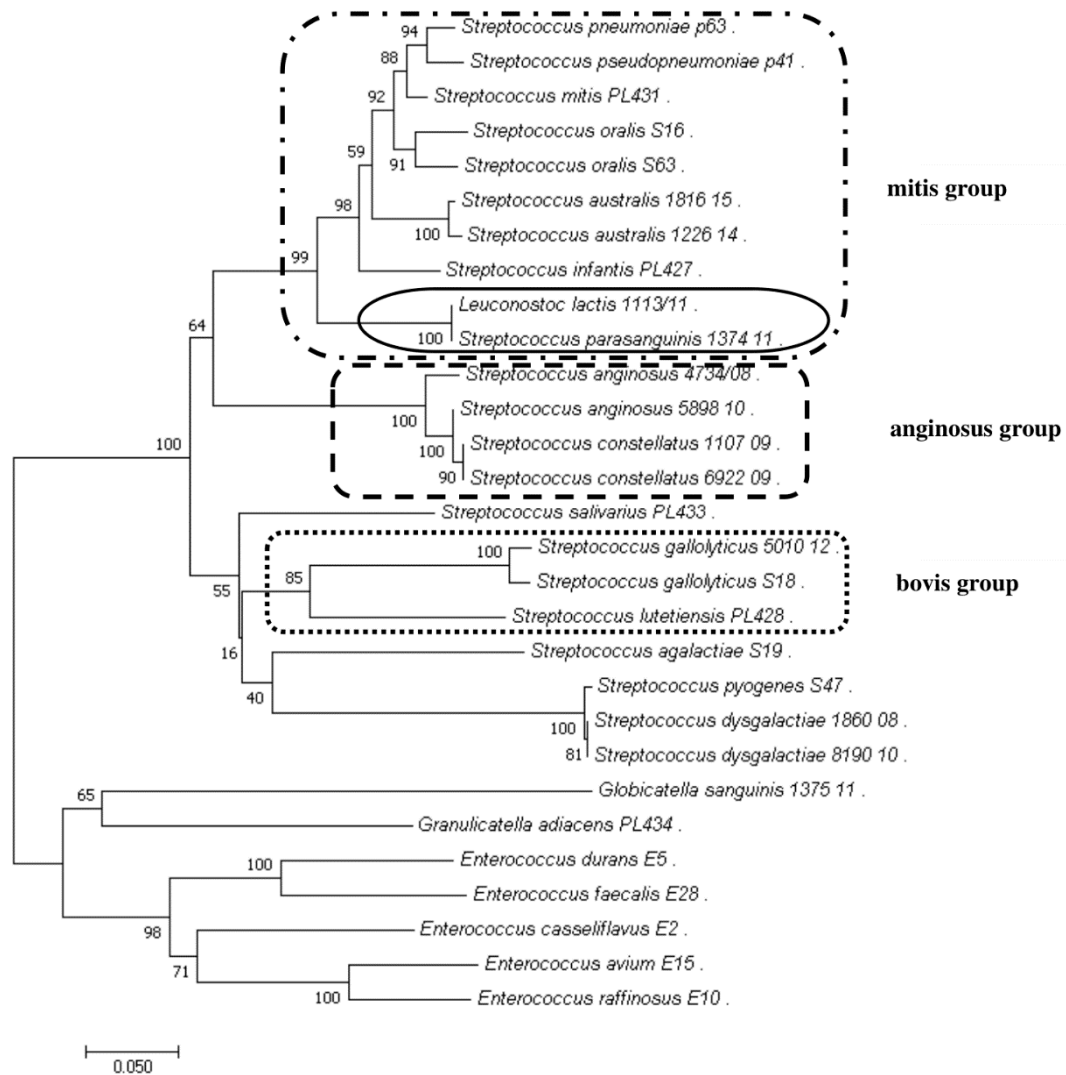 94
Streptococcus pneumoniae p63 .
Streptococcus pseudopneumoniae p41 .
88
Streptococcus mitis PL431 .
92
Streptococcus oralis S16 .
91
Streptococcus oralis S63 .
59
mitis group
Streptococcus australis 1816 15 .
98
100
Streptococcus australis 1226 14 .
99
Streptococcus infantis PL427 .
Leuconostoc lactis 1113/11 .
100
Streptococcus parasanguinis 1374 11 .
64
Streptococcus anginosus 4734/08 .
100
Streptococcus anginosus 5898 10 .
anginosus group
100
Streptococcus constellatus 1107 09 .
90
Streptococcus constellatus 6922 09 .
100
Streptococcus salivarius PL433 .
100
Streptococcus gallolyticus 5010 12 .
85
Streptococcus gallolyticus S18 .
bovis group
55
Streptococcus lutetiensis PL428 .
16
Streptococcus agalactiae S19 .
40
Streptococcus pyogenes S47 .
100
Streptococcus dysgalactiae 1860 08 .
81
Streptococcus dysgalactiae 8190 10 .
65
Globicatella sanguinis 1375 11 .
Granulicatella adiacens PL434 .
100
Enterococcus durans E5 .
Enterococcus faecalis E28 .
98
Enterococcus casseliflavus E2 .
71
Enterococcus avium E15 .
100
Enterococcus raffinosus E10 .
0.050